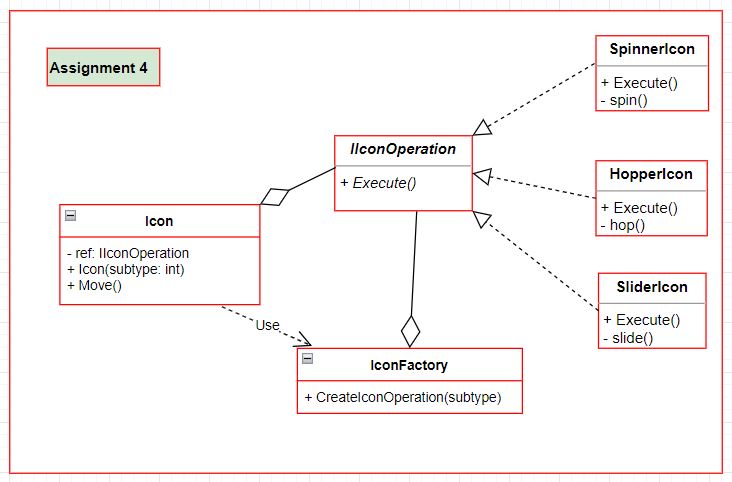 Assignment 4
SpinnerIcon
+ Execute()
- spin()
IIconOperation
+ Execute()
HopperIcon
+ Execute()
- hop()
Icon
- ref: IIconOperation
+ Icon(subtype: int)
+ Move()
SliderIcon
+ Execute()
- slide()
Use
IconFactory
+ CreateIconOperation(subtype)